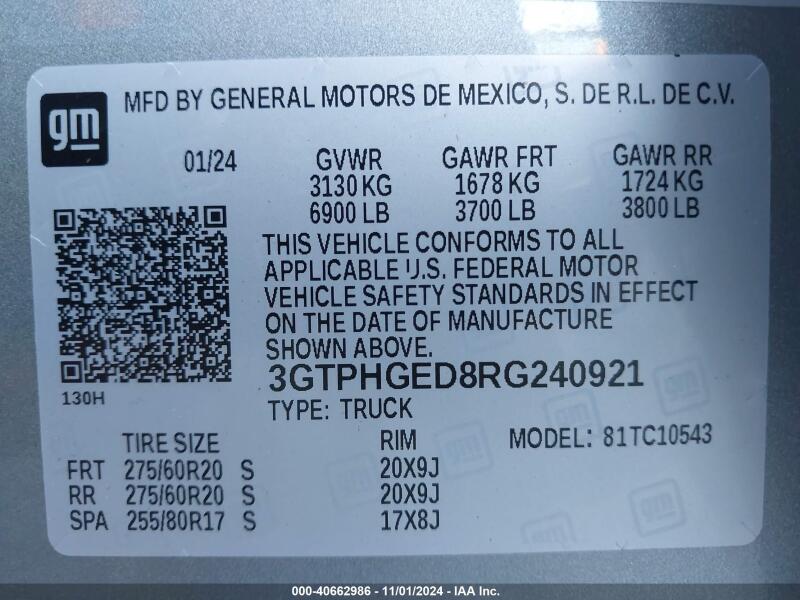 gm
MFD BY GENERAL MOTORS DE MEXICO, S. DE R.L. DE C.V.
01/24 GVWR GAWR FRT GAWR RR
3130 KG 1678 KG 1724 KG
6900 LB 3700 LB 3800 LB
THIS VEHICLE CONFORMS TO ALL
APPLICABLE U.S. FEDERAL MOTOR
VEHICLE SAFETY STANDARDS IN EFFECT
ON THE DATE OF MANUFACTURE
SHOWN ABOVE.
3GTPHGED8RG240921
130H
TYPE: TRUCK
TIRE SIZE RIM MODEL: 81TC10543
FRT 275/60R20 S 20X9J
RR 275/60R20 S 20X9J
SPA 255/80R17 S 17X8J
000-40662986 - 11/01/2024 - IAA Inc.